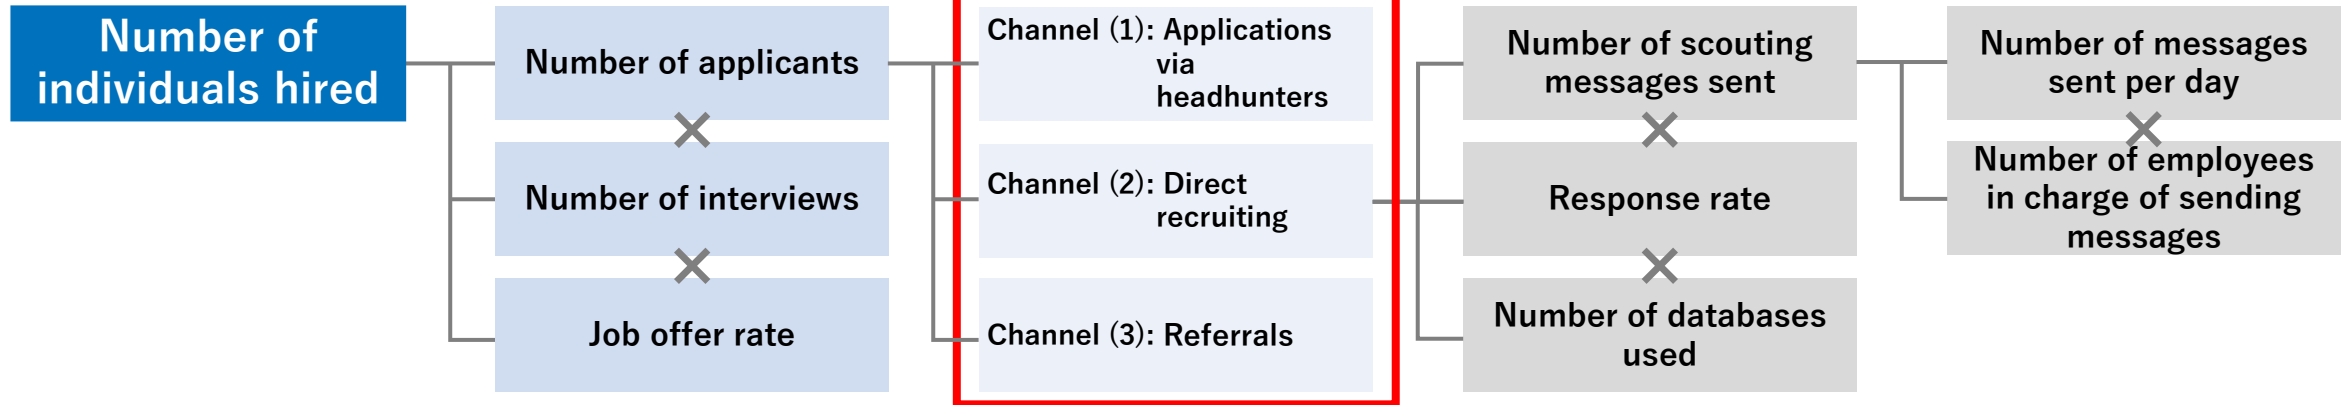 Number of
individuals hired
Number of applicants
Number of interviews
Job offer rate
Channel (1): Applications
via
headhunters
Channel (2): Direct
recruiting
Channel (3): Referrals
Number of scouting
messages sent
Response rate
Number of databases
used
Number of messages
sent per day
Number of employees
in charge of sending
messages